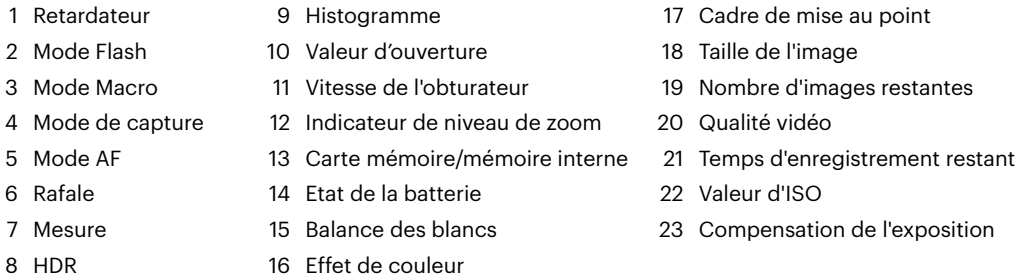 1 Retardateur
2 Mode Flash
3 Mode Macro
4 Mode de capture
5 Mode AF
6 Rafale
7 Mesure
8 HDR
9 Histogramme
10 Valeur d’ouverture
11 Vitesse de l'obturateur
12 Indicateur de niveau de zoom
13 Carte mémoire/mémoire interne
14 Etat de la batterie
15 Balance des blancs
16 Effet de couleur
17 Cadre de mise au point
18 Taille de l'image
19 Nombre d'images restantes
20 Qualité vidéo
21 Temps d'enregistrement restant
22 Valeur d'ISO
23 Compensation de l'exposition